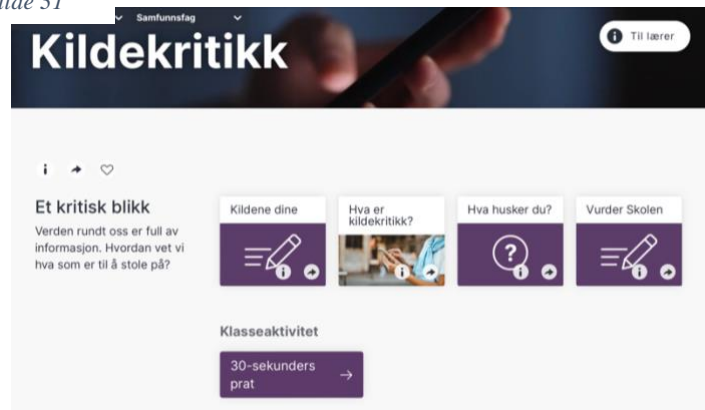 31
Samfunnsfag
Kildekritikk
Til lærer
Et kritisk blikk
Verden rundt oss er full av
informasjon. Hvordan vet vi
hva som er til å stole på?
Kildene dine
Hva er
kildekritikk?
Hva husker du?
Vurder Skolen
Klasseaktivitet
30-sekunders
prat